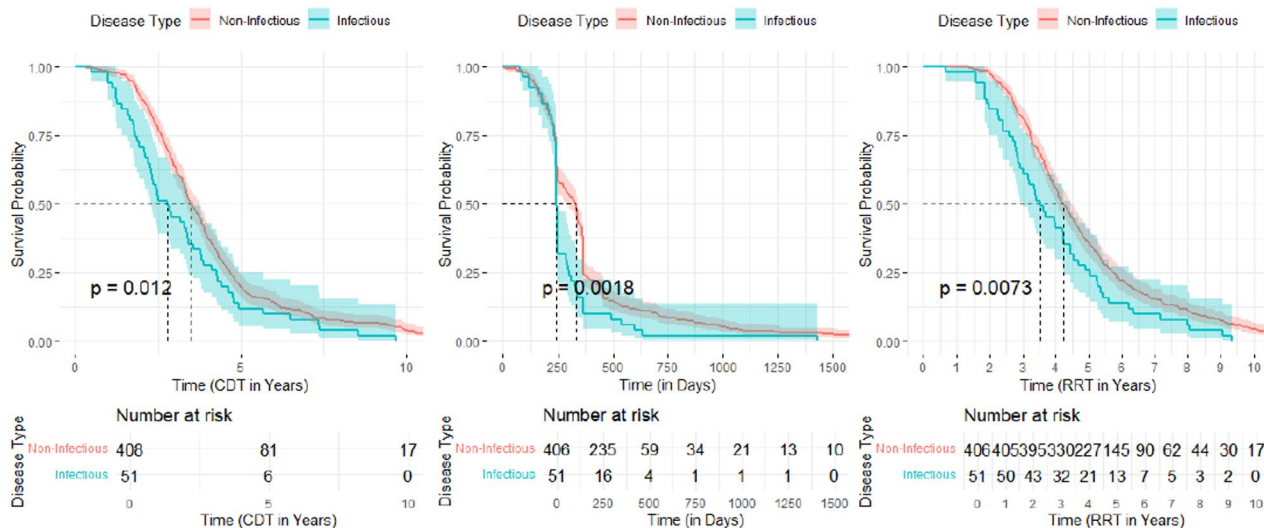 Disease Type Non-Infectious Infectious
Survival Probability
1.00
0.75
0.50
0.25
0.00
p = 0.012
0 5 10
Time (CDT in Years)
Number at risk
Disease Type
Non-Infectious 408 81 17
Infectious 51 6 0
0 5 10
Time (CDT in Years)
Disease Type Non-Infectious Infectious
Survival Probability
1.00
0.75
0.50
0.25
0.00
p = 0.0018
0 250 500 750 1000 1250 1500
Time (in Days)
Number at risk
Disease Type
Non-Infectious 406 235 59 34 21 13 10
Infectious 51 16 4 1 1 1 0
0 250 500 750 1000 1250 1500
Time (in Days)
Disease Type Non-Infectious Infectious
Survival Probability
1.00
0.75
0.50
0.25
0.00
p = 0.0073
0 1 2 3 4 5 6 7 8 9 10
Time (RRT in Years)
Number at risk
Disease Type
Non-Infectious 406 405 395 330 227 145 90 62 44 30 17
Infectious 51 50 43 32 21 13 7 5 3 2 0
0 1 2 3 4 5 6 7 8 9 10
Time (RRT in Years)